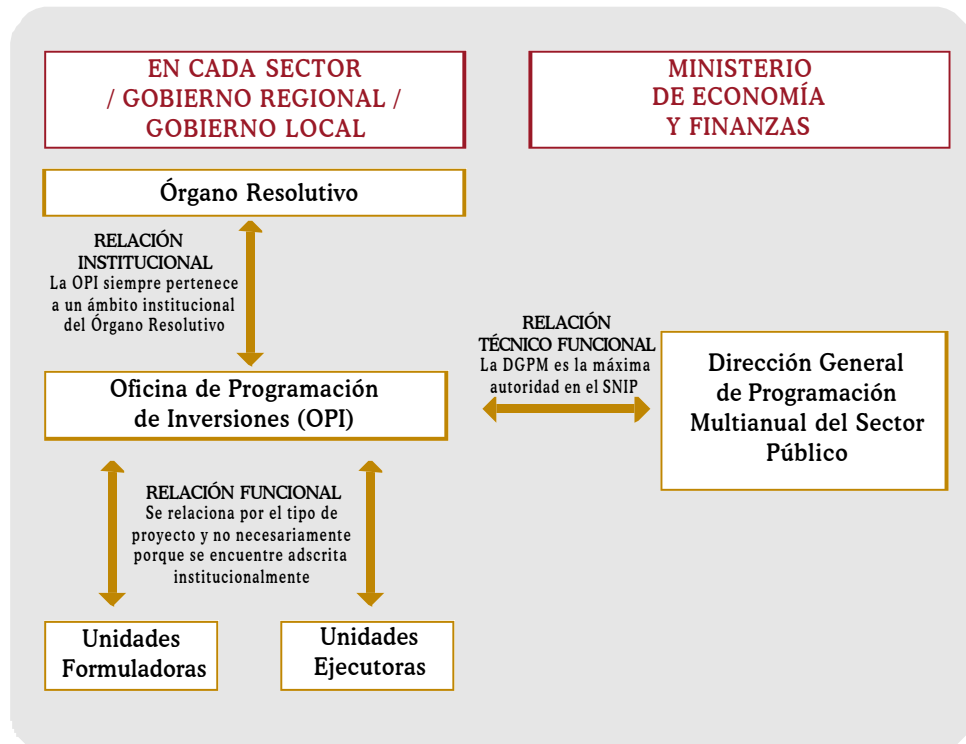 EN CADA SECTOR
/ GOBIERNO REGIONAL /
GOBIERNO LOCAL
MINISTERIO
DE ECONOMÍA
Y FINANZAS
Órgano Resolutivo
RELACIÓN
INSTITUCIONAL
La OPI siempre pertenece
a un ámbito institucional
del Órgano Resolutivo
RELACIÓN
TÉCNICO FUNCIONAL
La DGPM es la máxima
autoridad en el SNIP
Oficina de Programación
de Inversiones (OPI)
Dirección General
de Programación
Multianual del Sector
Público
RELACIÓN FUNCIONAL
Se relaciona por el tipo de
proyecto y no necesariamente
porque se encuentre adscrita
institucionalmente
Unidades
Formuladoras
Unidades
Ejecutoras